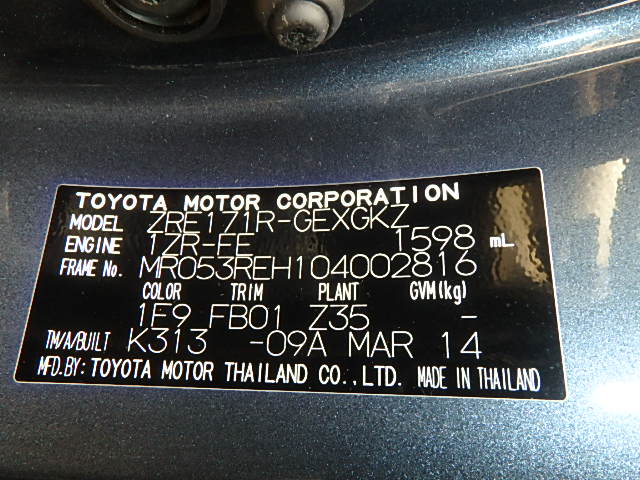 TOYOTA MOTOR CORPORATION
MODEL ZRE171R-GEXGKZ
ENGINE 1ZR-FE 1598 mL
FRAME No. MR053REH104002816
COLOR TRIM PLANT GVM(kg)
1E9 FB01 Z35 -
TM/A/BUILT K313 -09A MAR 14
MFD.BY: TOYOTA MOTOR THAILAND CO.,LTD. MADE IN THAILAND